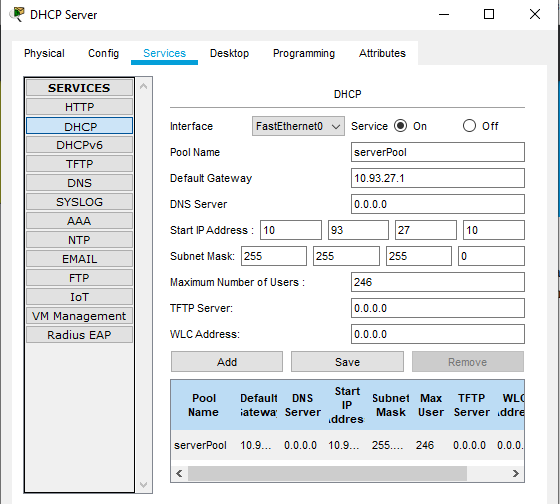 DHCP Server
Physical Config Services Desktop Programming Attributes
SERVICES
HTTP
DHCP
DHCPv6
TFTP
DNS
SYSLOG
AAA
NTP
EMAIL
FTP
IoT
VM Management
Radius EAP
DHCP
Interface FastEthernet0 Service On Off
Pool Name serverPool
Default Gateway 10.93.27.1
DNS Server 0.0.0.0
Start IP Address : 10 93 27 10
Subnet Mask: 255 255 255 0
Maximum Number of Users : 246
TFTP Server: 0.0.0.0
WLC Address: 0.0.0.0
Add Save Remove
Pool Name Default Gateway DNS Server Start IP Address Subnet Mask Max User TFTP Server WLC Address
serverPool 10.9... 0.0.0.0 10.9... 255.... 246 0.0.0.0 0.0.0